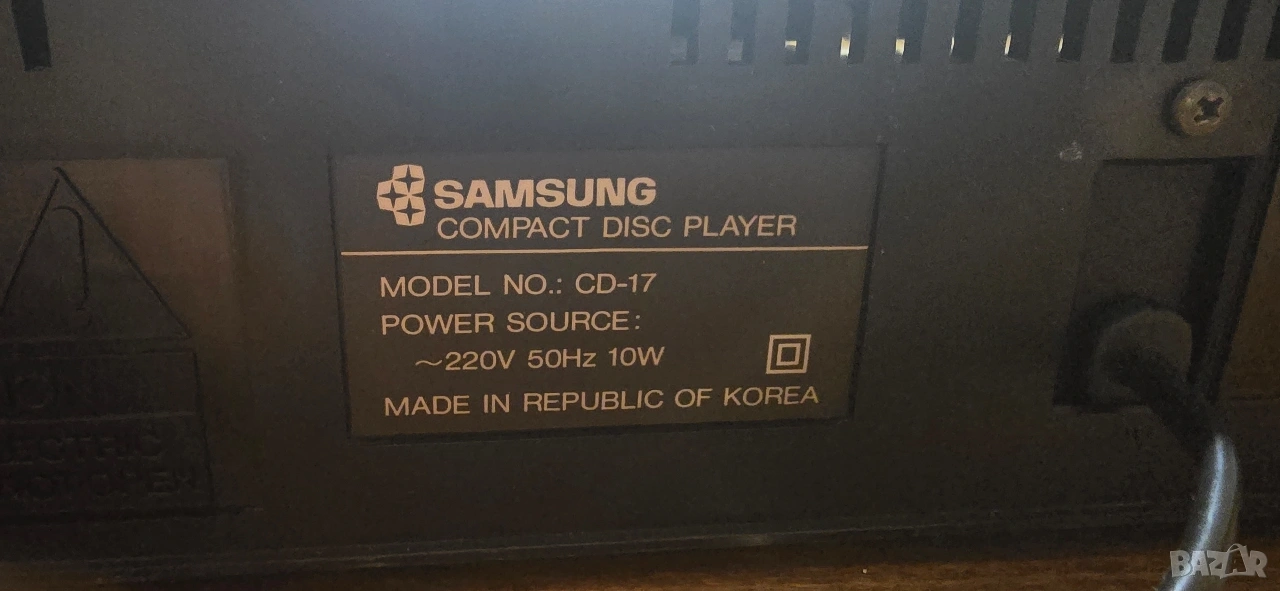 SAMSUNG
COMPACT DISC PLAYER
MODEL NO.: CD-17
POWER SOURCE:
~220V 50Hz 10W
MADE IN REPUBLIC OF KOREA
BAZAR